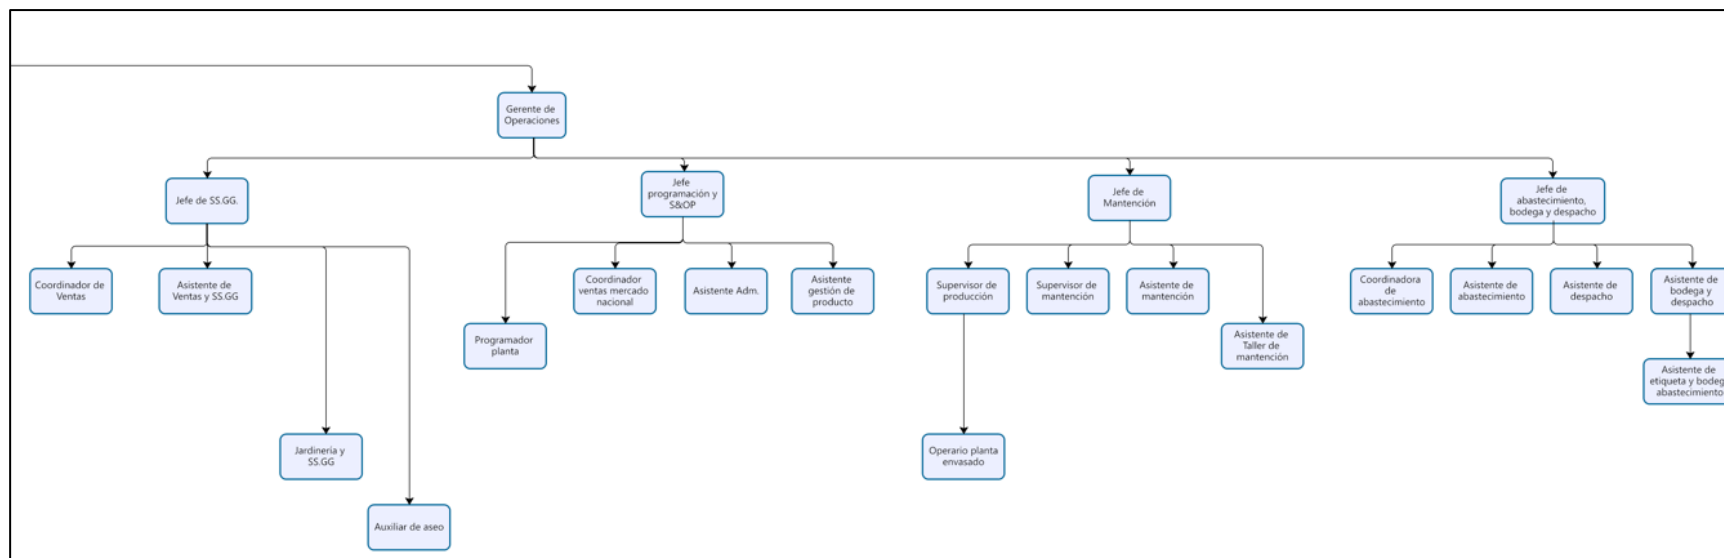 Gerente de
Operaciones
Jefe de SS.GG.
Jefe
programación y
S&OP
Jefe de
Mantención
Jefe de
abastecimiento,
bodega y despacho
Coordinador de
Ventas
Asistente de
Ventas y SS.GG
Coordinador
ventas mercado
nacional
Asistente Adm.
Asistente
gestión de
producto
Supervisor de
producción
Supervisor de
mantención
Asistente de
mantención
Coordinadora
de
abastecimiento
Asistente de
abastecimiento
Asistente de
despacho
Asistente de
bodega y
despacho
Programador
planta
Asistente de
Taller de
mantención
Asistente de
etiqueta y bodega
abastecimiento
Jardinería y
SS.GG
Operario planta
envasado
Auxiliar de aseo